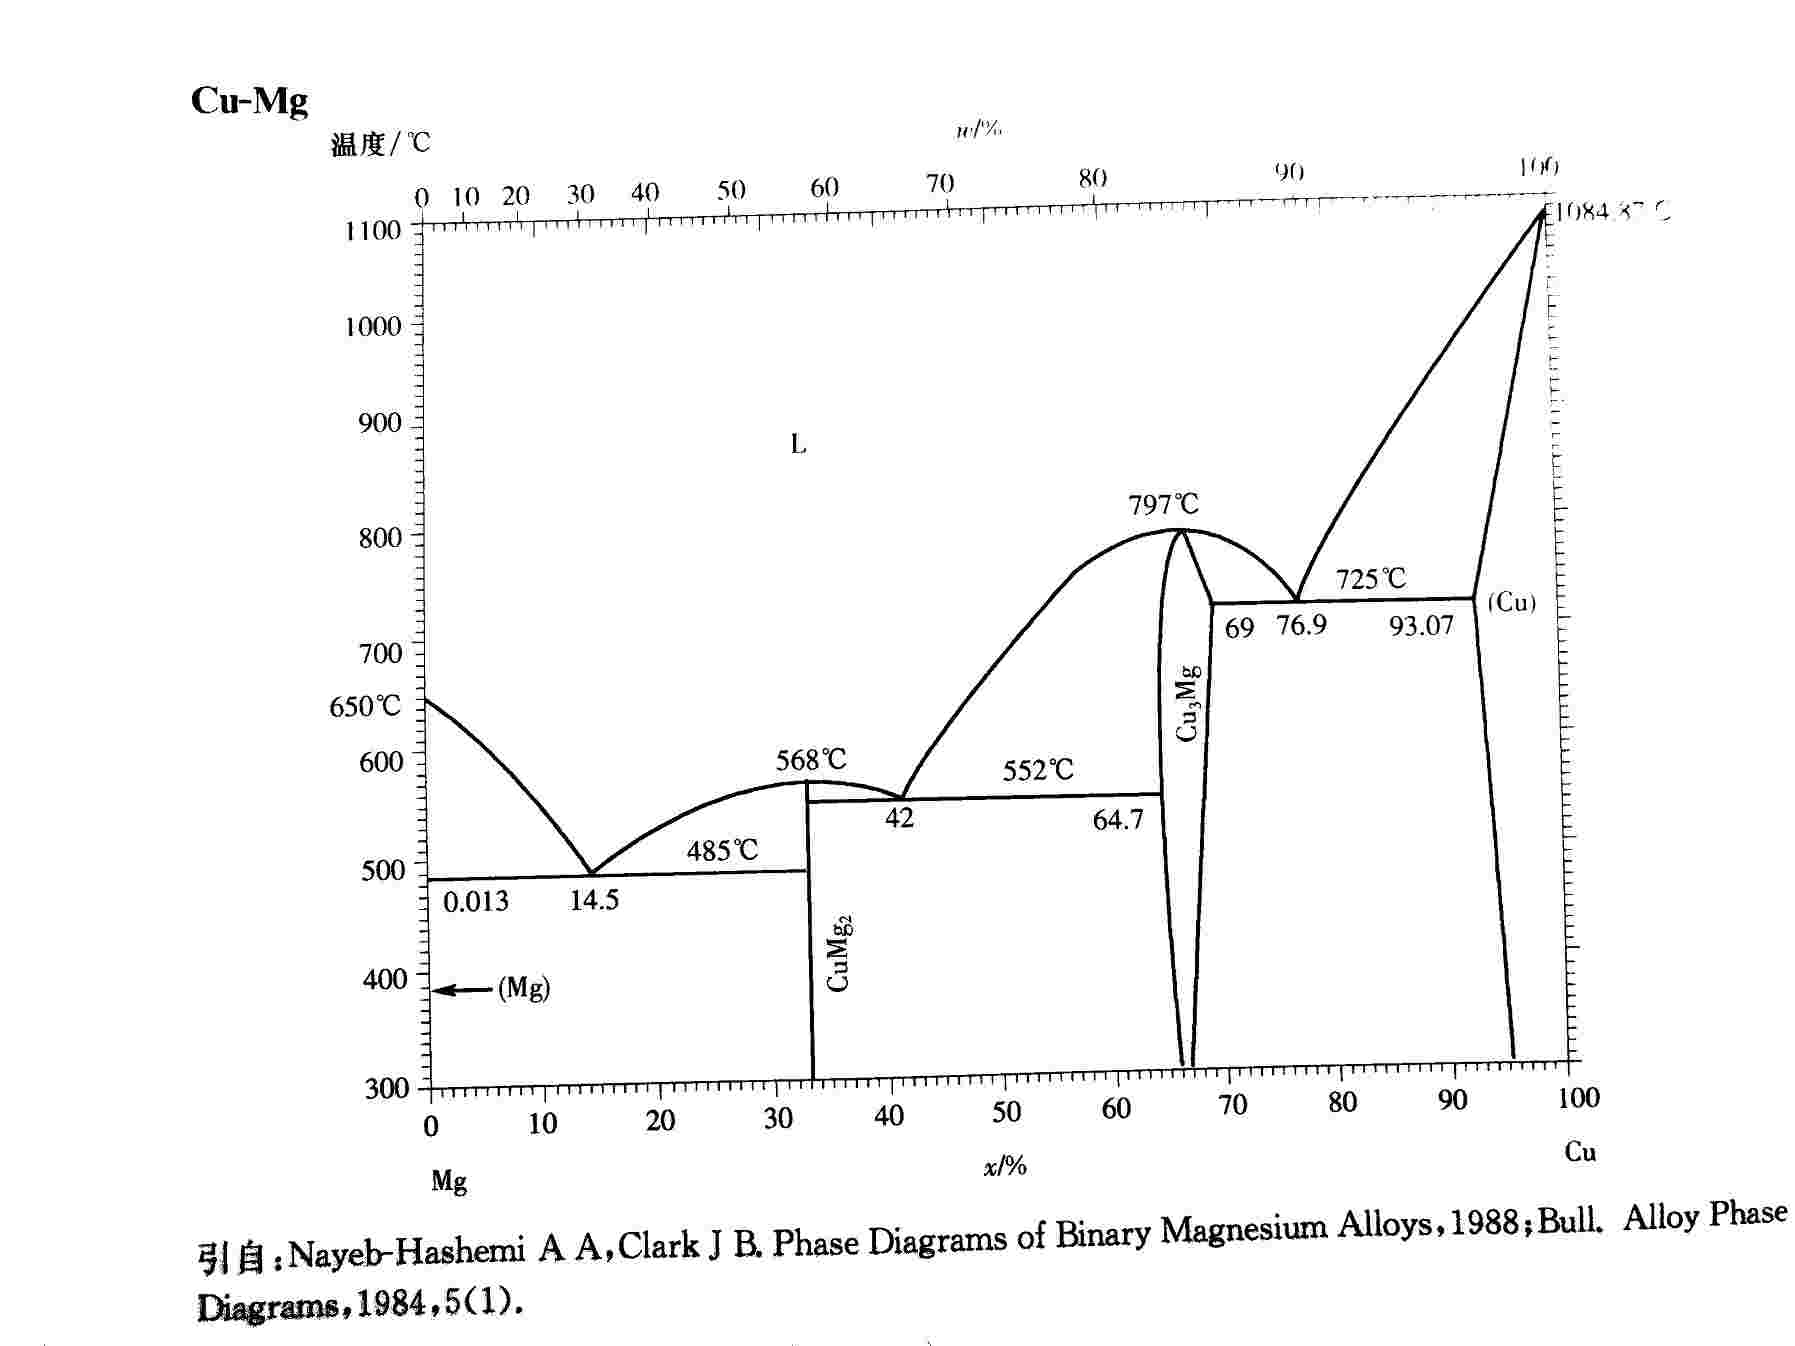 Cu-Mg
温度/℃
w/%
0 10 20 30 40 50 60 70 80 90 100
1084.87℃
1100
1000
900
L
800
797℃
725℃
(Cu)
69 76.9 93.07
700
Cu₃Mg
650℃
600
568℃
552℃
42 64.7
500
485℃
0.013 14.5
CuMg₂
400
(Mg)
300
0 10 20 30 40 50 60 70 80 90 100
Mg x/% Cu
引自:Nayeb-Hashemi A A,Clark J B. Phase Diagrams of Binary Magnesium Alloys,1988;Bull. Alloy Phase
Diagrams,1984,5(1).